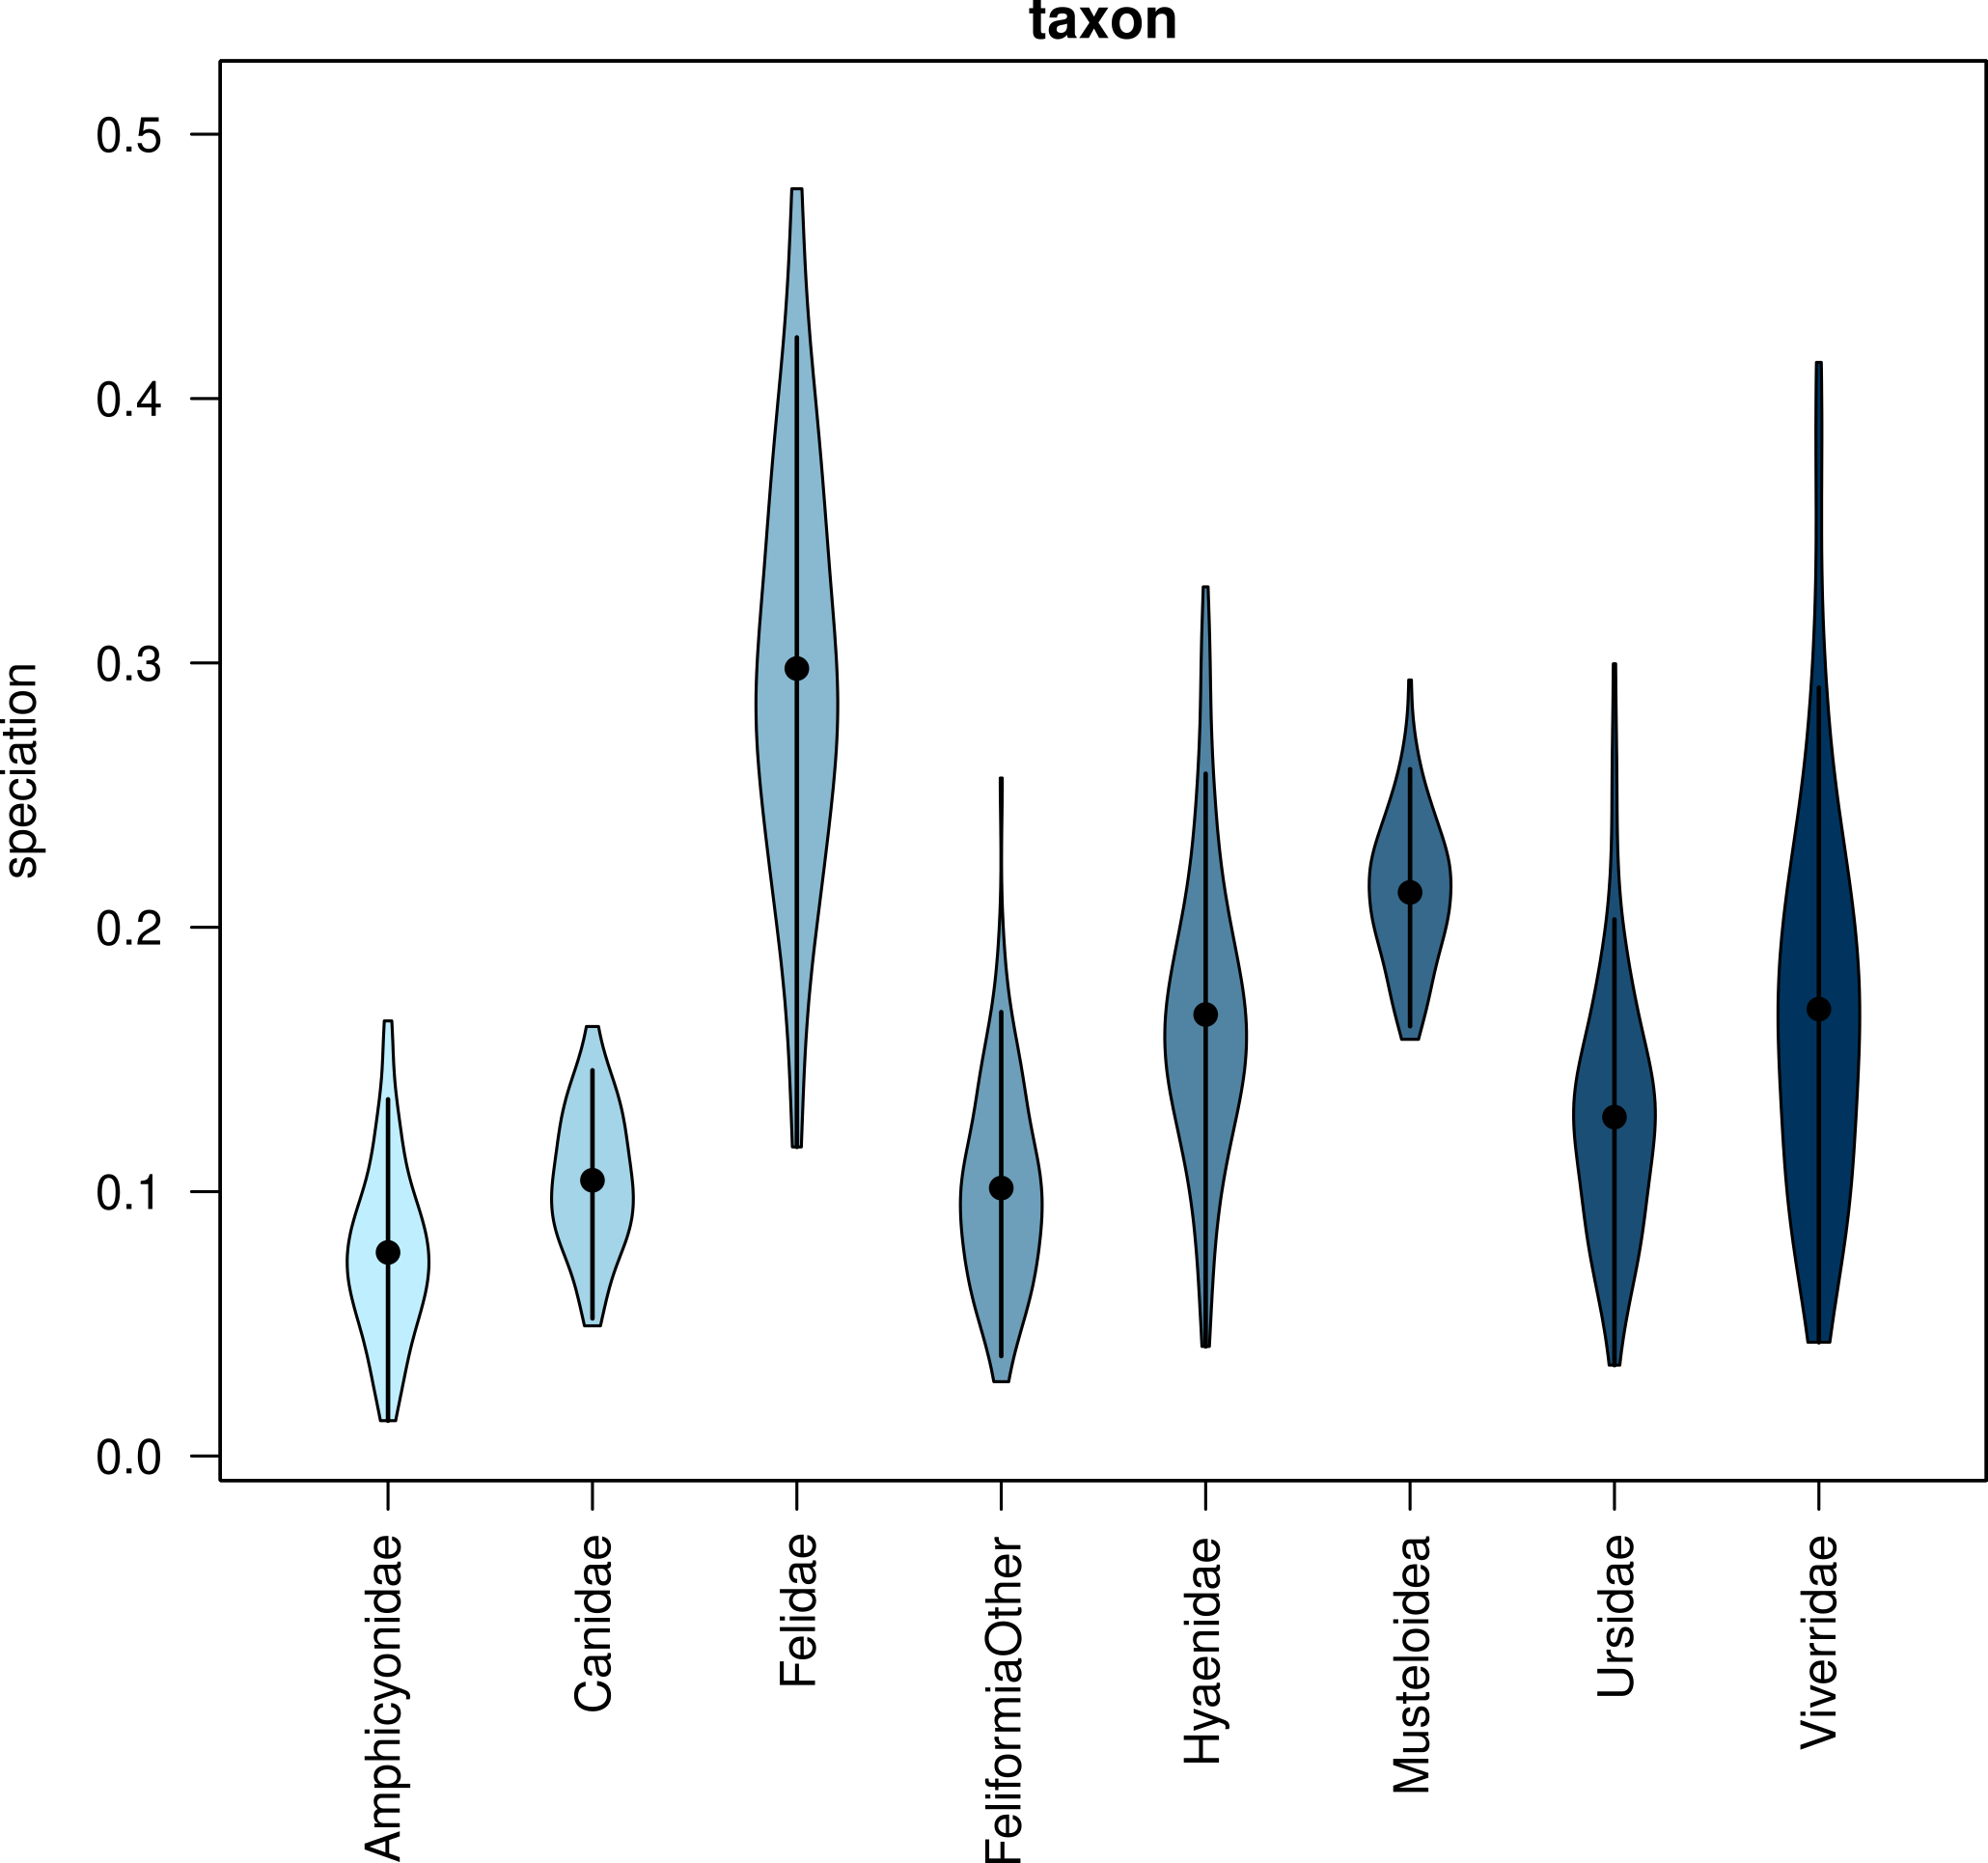 taxon
speciation
0.5
0.4
0.3
0.2
0.1
0.0
Amphicyonidae
Canidae
Felidae
FeliformiaOther
Hyaenidae
Musteloidea
Ursidae
Viverridae